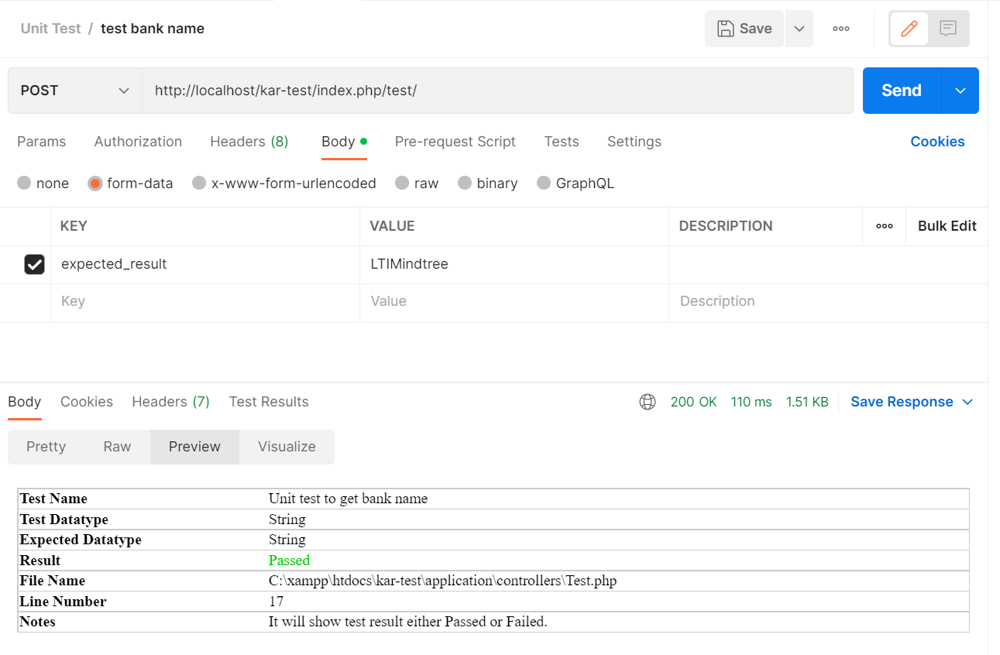 Unit Test / test bank name
Save
POST
http://localhost/kar-test/index.php/test/
Send
Params Authorization Headers (8) Body Pre-request Script Tests Settings Cookies
none form-data x-www-form-urlencoded raw binary GraphQL
KEY VALUE DESCRIPTION Bulk Edit
expected_result LTIMindtree
Key Value Description
Body Cookies Headers (7) Test Results 200 OK 110 ms 1.51 KB Save Response
Pretty Raw Preview Visualize
Test Name Unit test to get bank name
Test Datatype String
Expected Datatype String
Result Passed
File Name C:\xampp\htdocs\kar-test\application\controllers\Test.php
Line Number 17
Notes It will show test result either Passed or Failed.